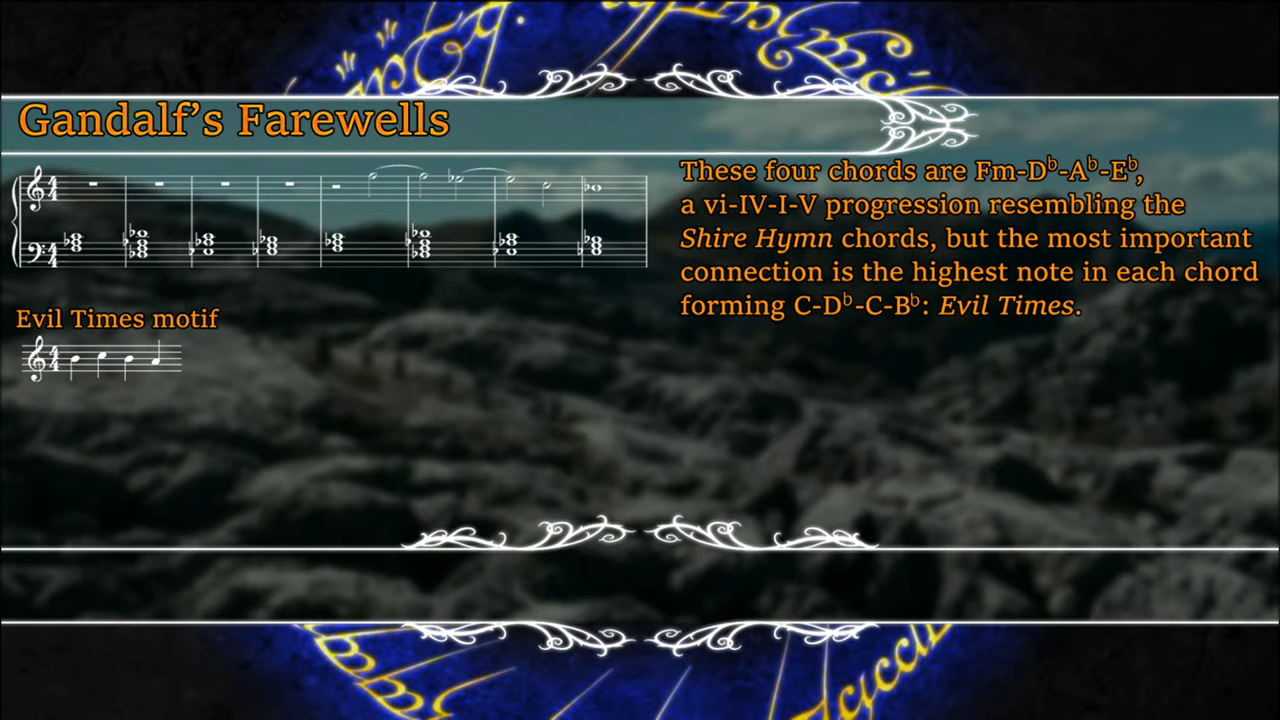 Gandalf's Farewells
These four chords are Fm-D♭-A♭-E♭,
a vi-IV-I-V progression resembling the
Shire Hymn chords, but the most important
connection is the highest note in each chord
forming C-D♭-C-B♭: Evil Times.
Evil Times motif